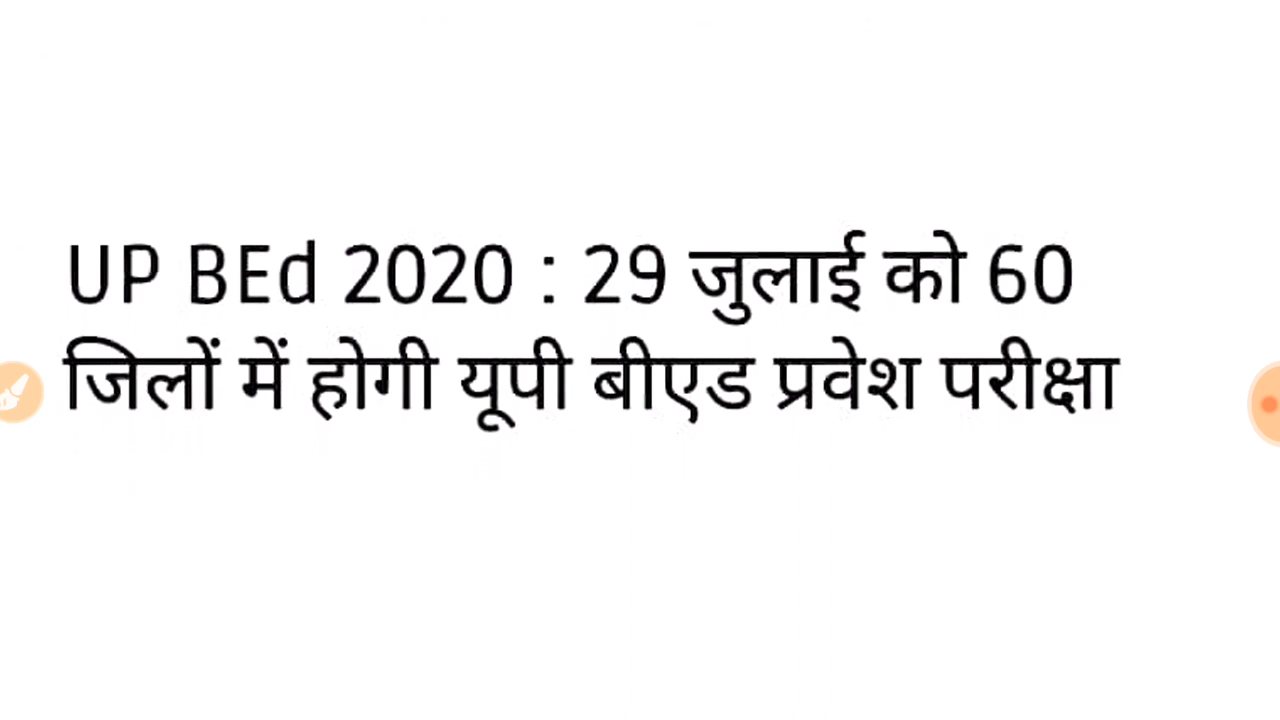 UP BEd 2020 : 29 जुलाई को 60
जिलों में होगी यूपी बीएड प्रवेश परीक्षा